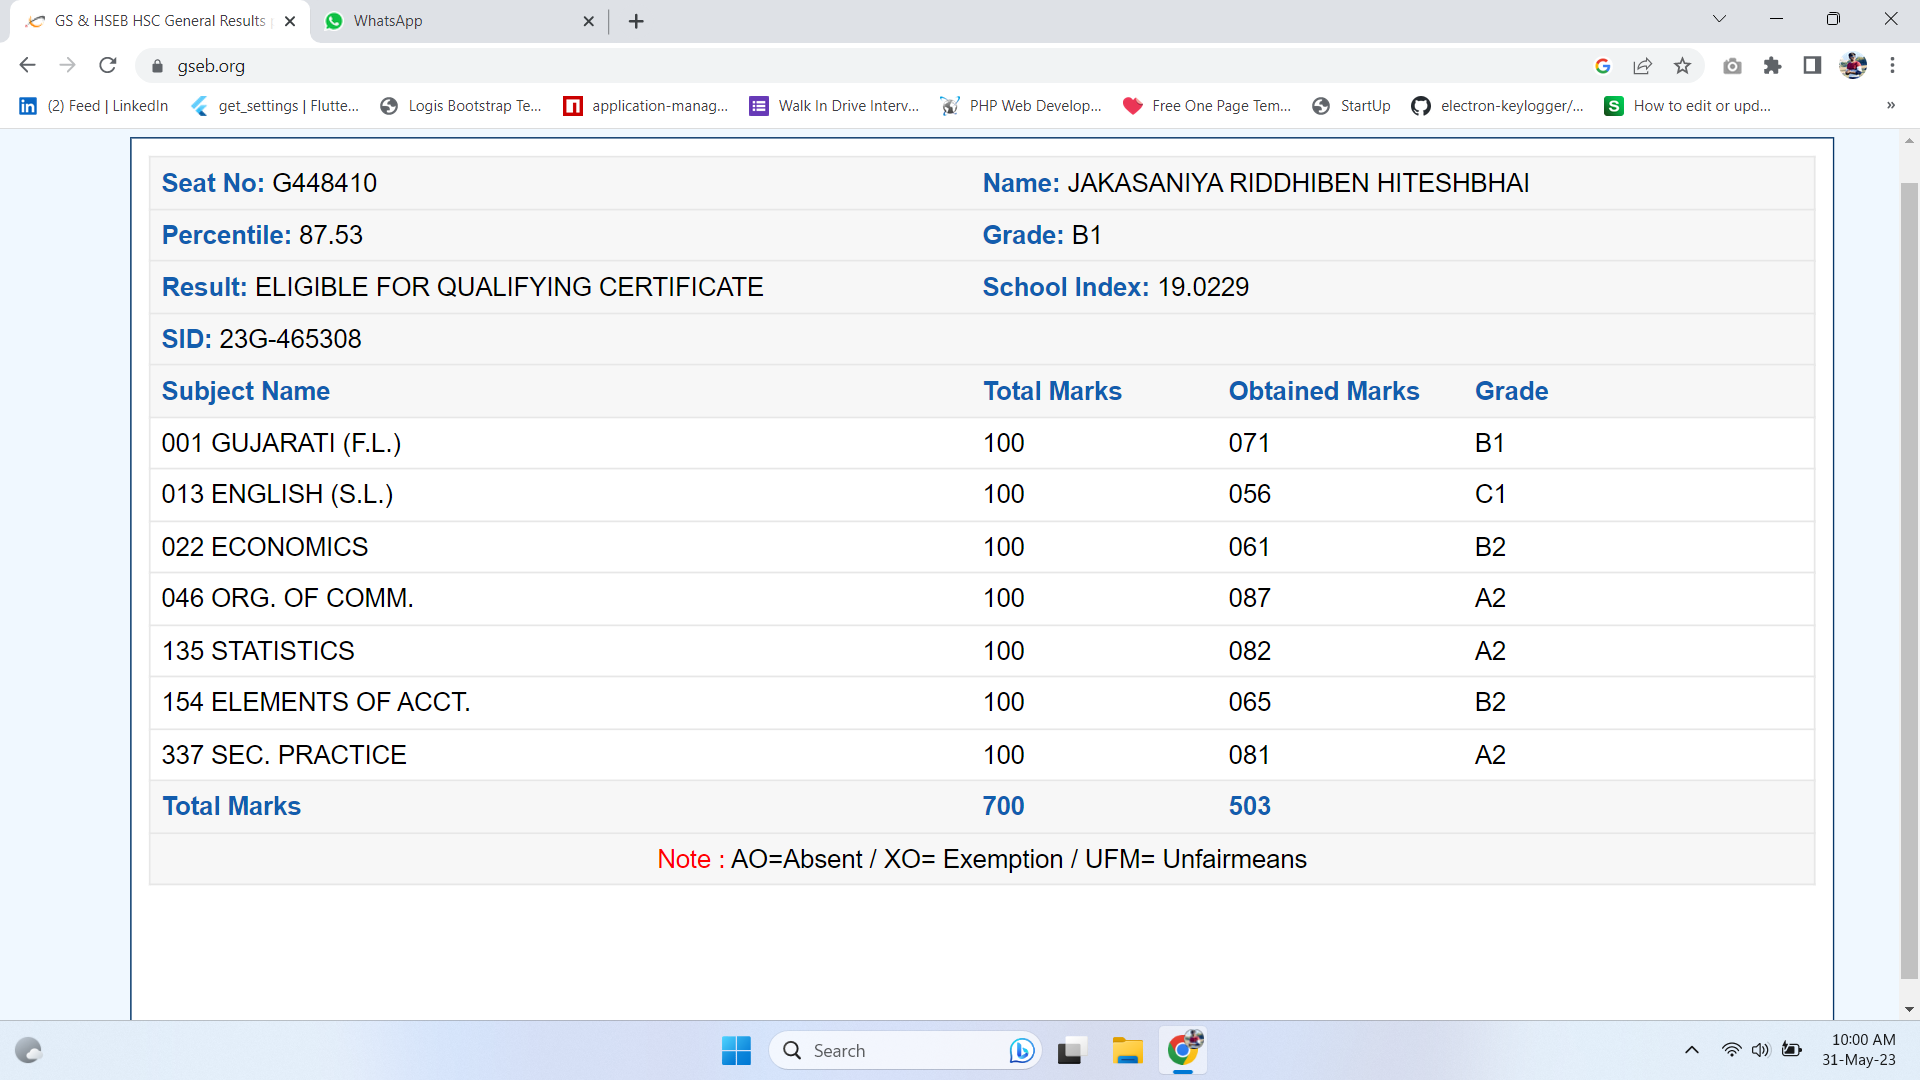 GS & HSEB HSC General Results
WhatsApp
gseb.org
(2) Feed | LinkedIn get_settings | Flutte... Logis Bootstrap Te... application-manag... Walk In Drive Interv... PHP Web Develop... Free One Page Tem... StartUp electron-keylogger/... How to edit or upd... »
Seat No: G448410 Name: JAKASANIYA RIDDHIBEN HITESHBHAI
Percentile: 87.53 Grade: B1
Result: ELIGIBLE FOR QUALIFYING CERTIFICATE School Index: 19.0229
SID: 23G-465308
Subject Name Total Marks Obtained Marks Grade
001 GUJARATI (F.L.) 100 071 B1
013 ENGLISH (S.L.) 100 056 C1
022 ECONOMICS 100 061 B2
046 ORG. OF COMM. 100 087 A2
135 STATISTICS 100 082 A2
154 ELEMENTS OF ACCT. 100 065 B2
337 SEC. PRACTICE 100 081 A2
Total Marks 700 503
Note : AO=Absent / XO= Exemption / UFM= Unfairmeans
Search
10:00 AM
31-May-23